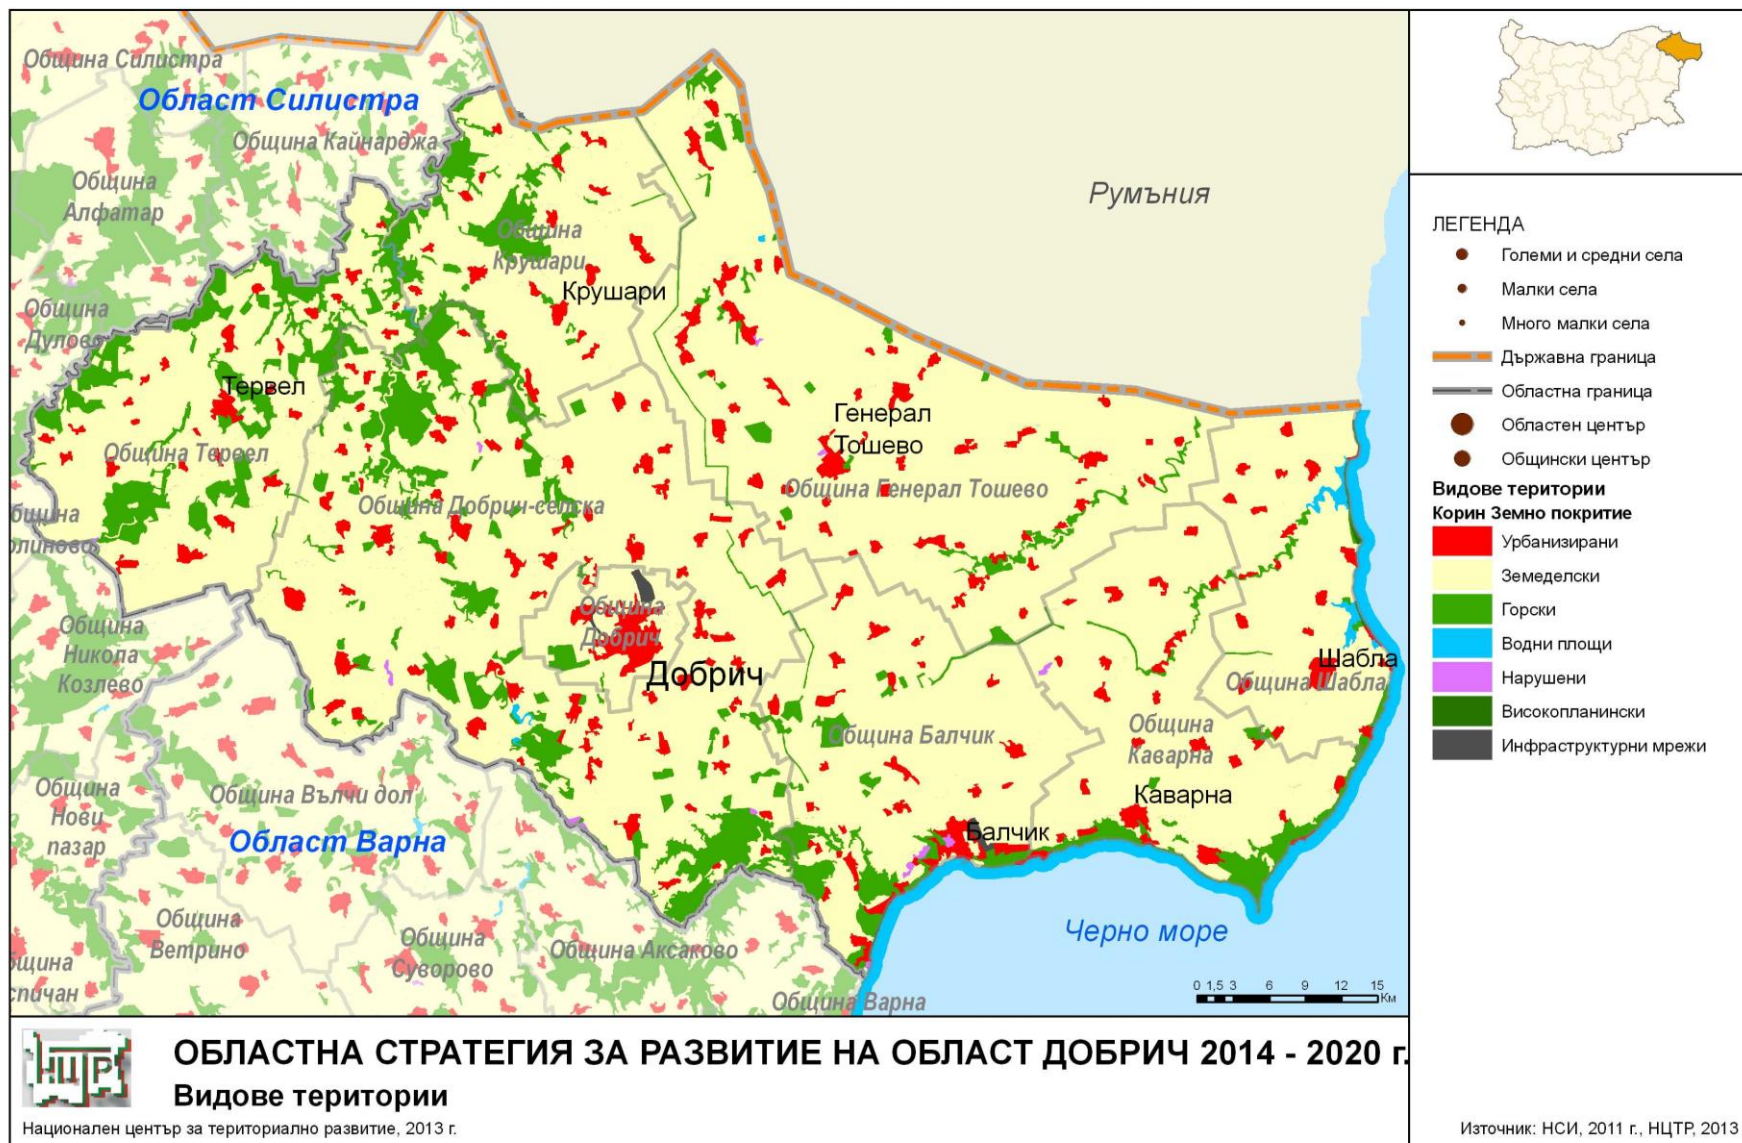 Община Силистра
Област Силистра
Община Кайнарджа
Община
Алфатар
Община
Дулово
Община
Крушари
Крушари
Румъния
Тервел
Община Тервел
Генерал
Тошево
Община Генерал Тошево
Община Добрич-селска
Община
Добрич
Добрич
Шабла
Община Шабла
Община
Никола
Козлево
Община Балчик
Община
Каварна
Каварна
Балчик
Община
Нови
пазар
Община Вълчи дол
Област Варна
Община
Ветрино
Община
Суворово
Община Аксаково
Община Варна
Черно море
0 1,5 3 6 9 12 15
Км
ЛЕГЕНДА
Големи и средни села
Малки села
Много малки села
Държавна граница
Областна граница
Областен център
Общински център
Видове територии
Корин Земно покритие
Урбанизирани
Земеделски
Горски
Водни площи
Нарушени
Високопланински
Инфраструктурни мрежи
НЦТР
ОБЛАСТНА СТРАТЕГИЯ ЗА РАЗВИТИЕ НА ОБЛАСТ ДОБРИЧ 2014 - 2020 г.
Видове територии
Национален център за териториално развитие, 2013 г.
Източник: НСИ, 2011 г., НЦТР, 2013